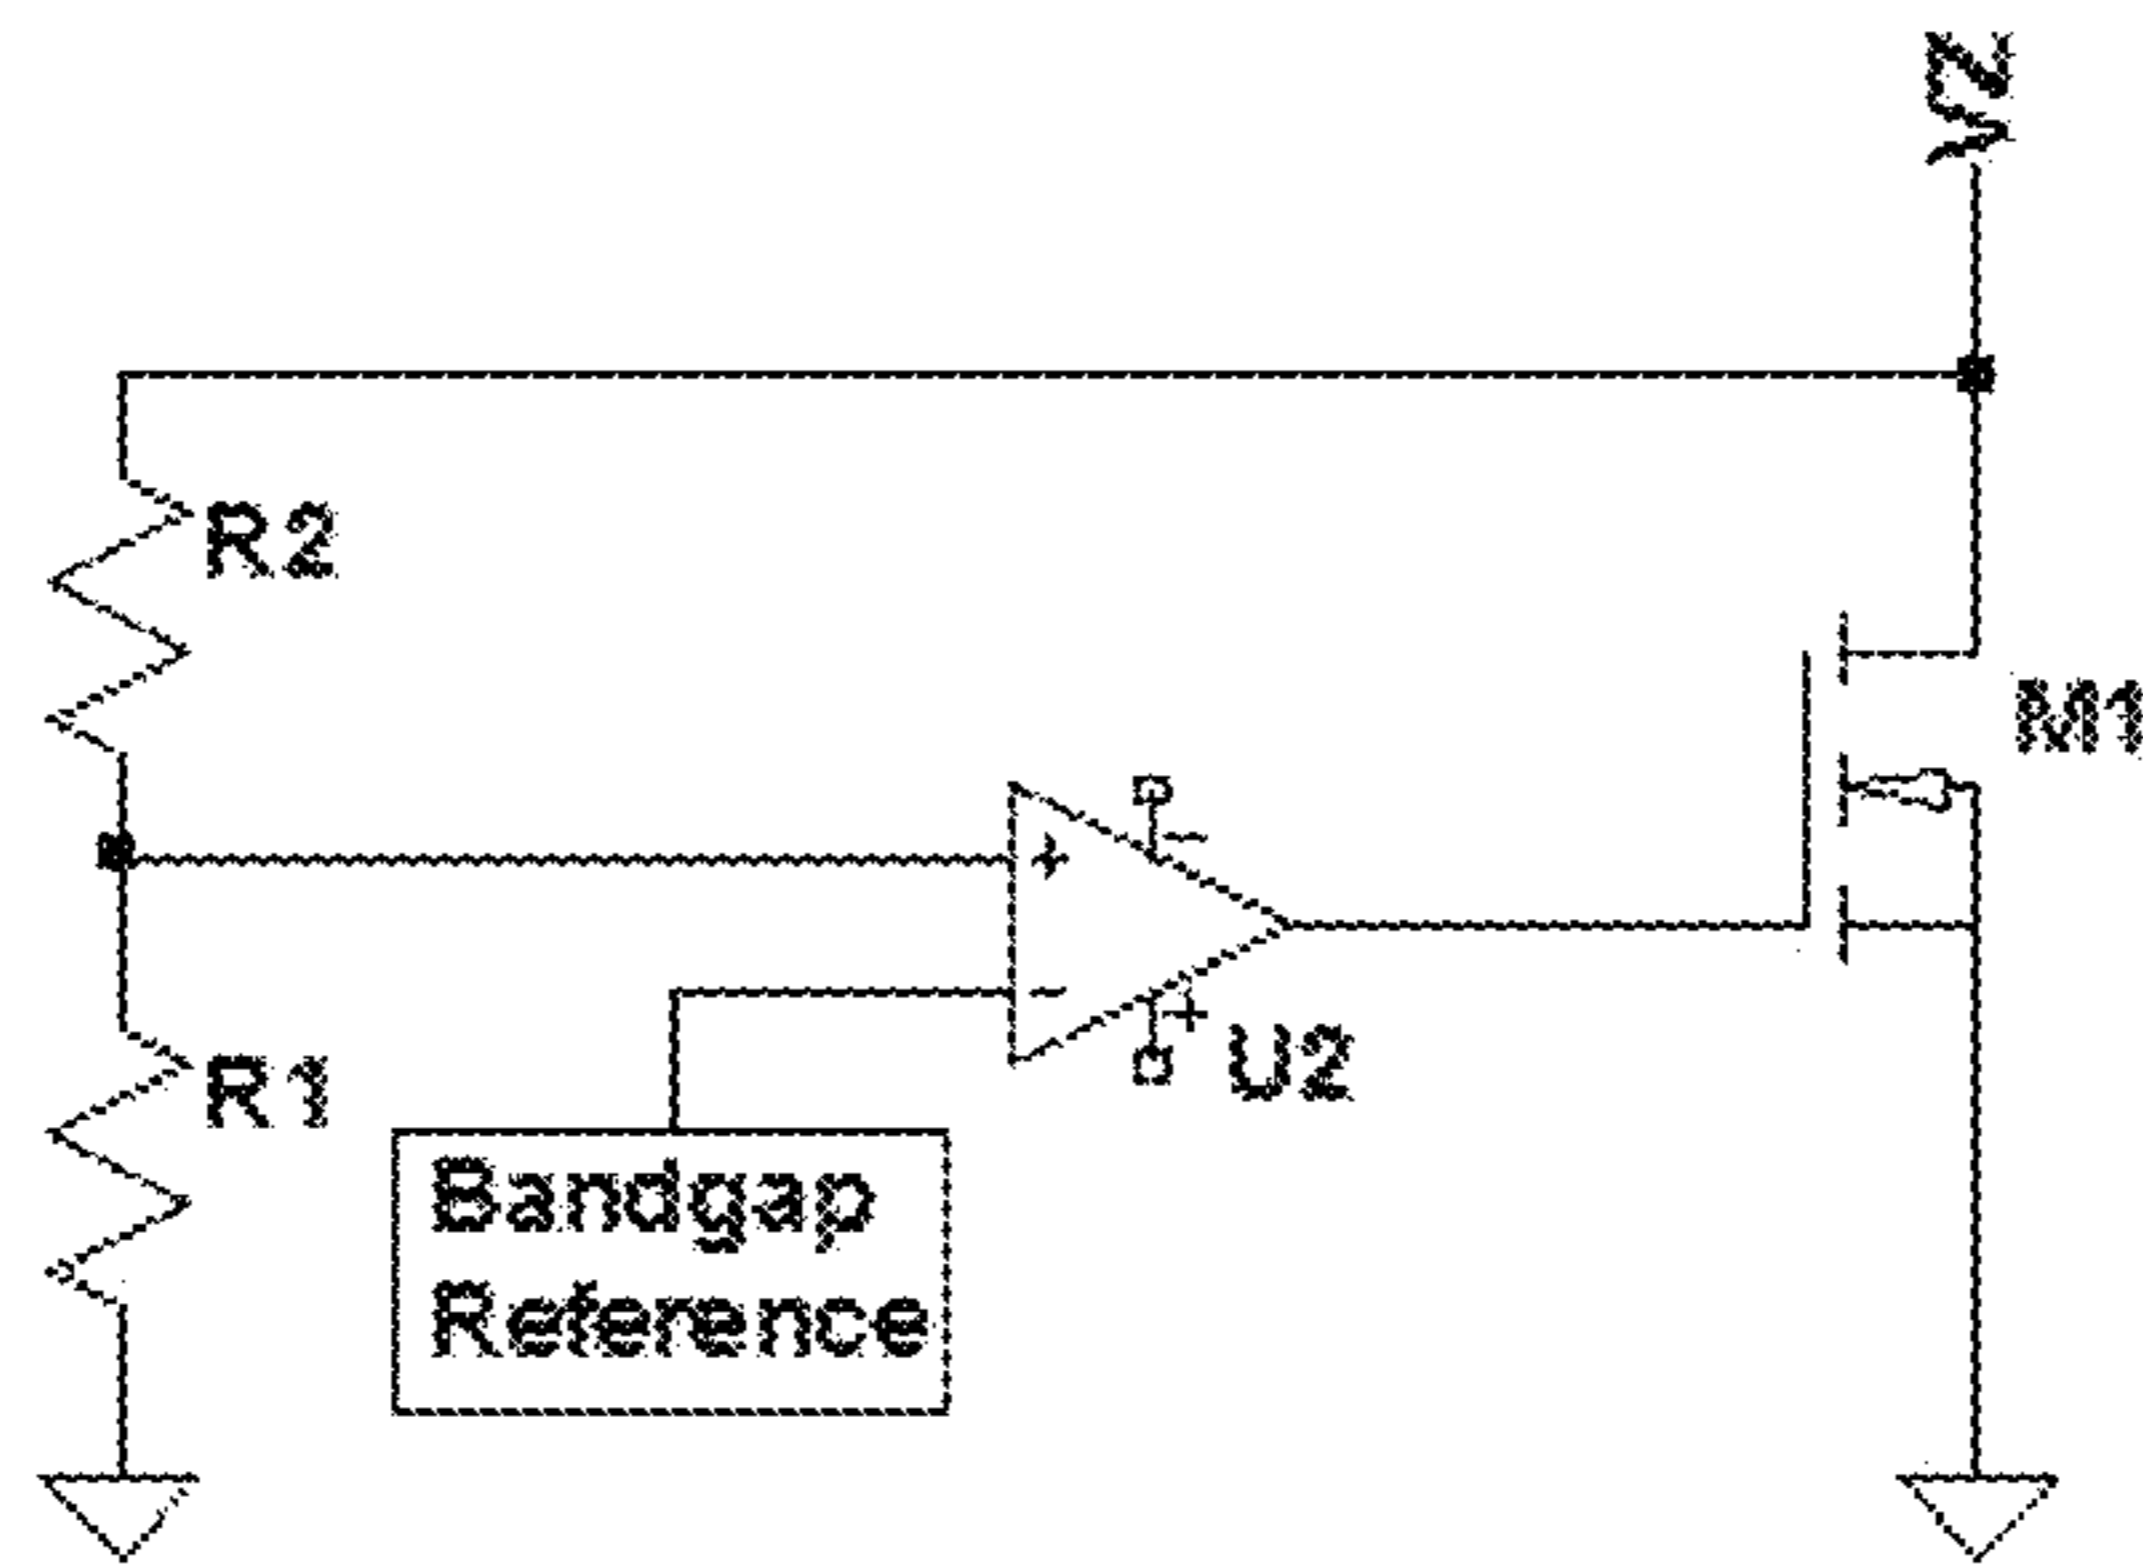 VZ
R2
M1
+
−
−
+
U2
R1
Bandgap
Reference